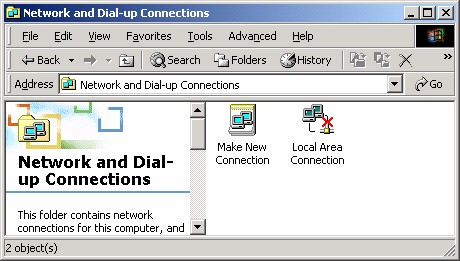 Network and Dial-up Connections
File Edit View Favorites Tools Advanced Help
Back Search Folders History
Address Network and Dial-up Connections Go
Network and Dial-
up Connections
This folder contains network
connections for this computer, and
Make New
Connection
Local Area
Connection
2 object(s)